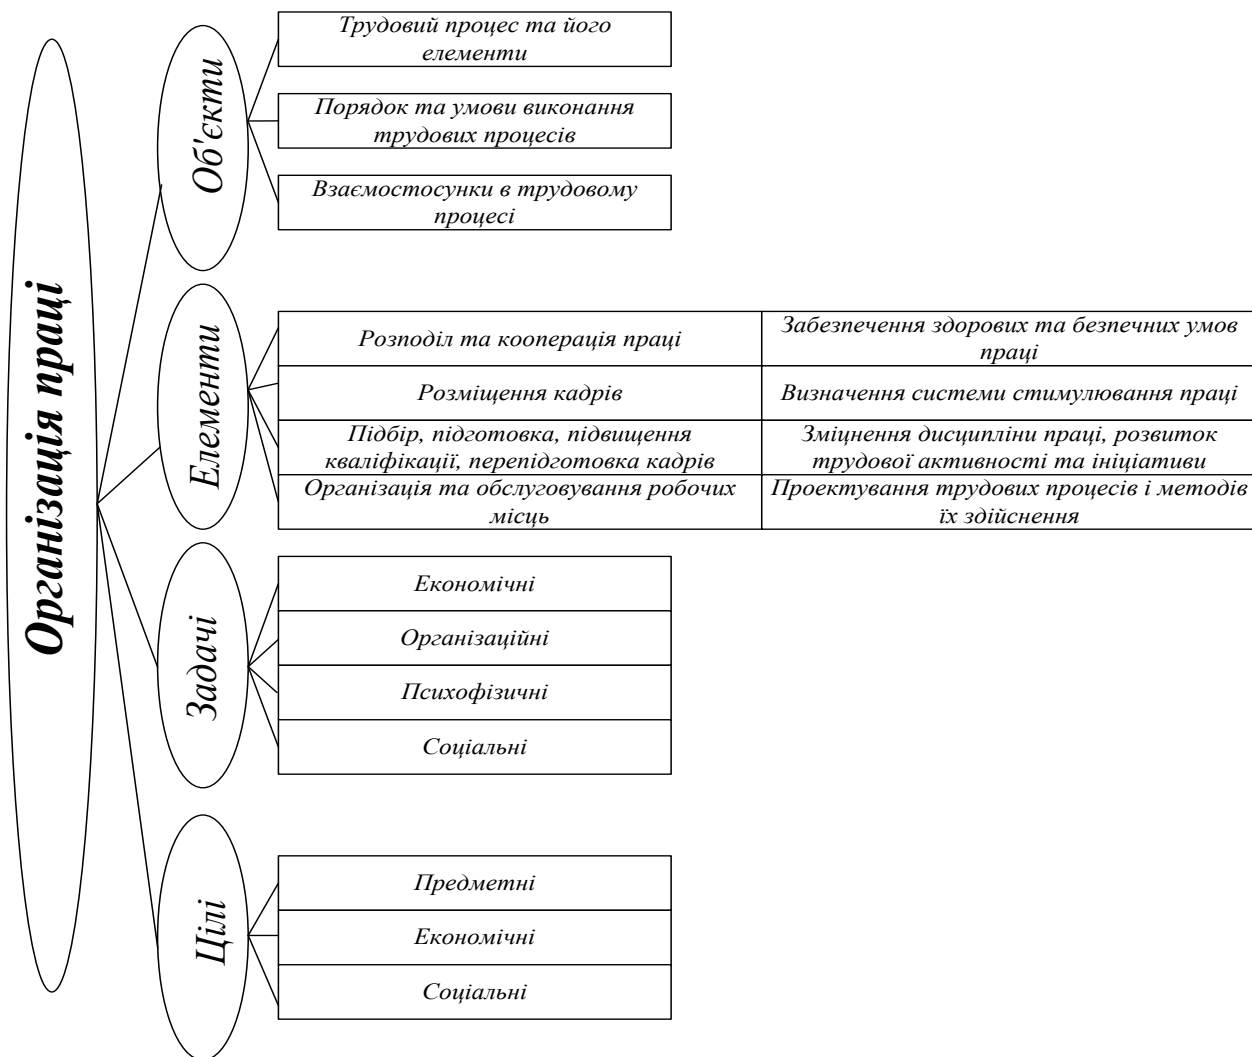 Організація праці
Об'єкти
Трудовий процес та його
елементи
Порядок та умови виконання
трудових процесів
Взаємостосунки в трудовому
процесі
Елементи
Розподіл та кооперація праці
Забезпечення здорових та безпечних умов
праці
Розміщення кадрів
Визначення системи стимулювання праці
Підбір, підготовка, підвищення
кваліфікації, перепідготовка кадрів
Зміцнення дисципліни праці, розвиток
трудової активності та ініціативи
Організація та обслуговування робочих
місць
Проектування трудових процесів і методів
їх здійснення
Задачі
Економічні
Організаційні
Психофізичні
Соціальні
Цілі
Предметні
Економічні
Соціальні